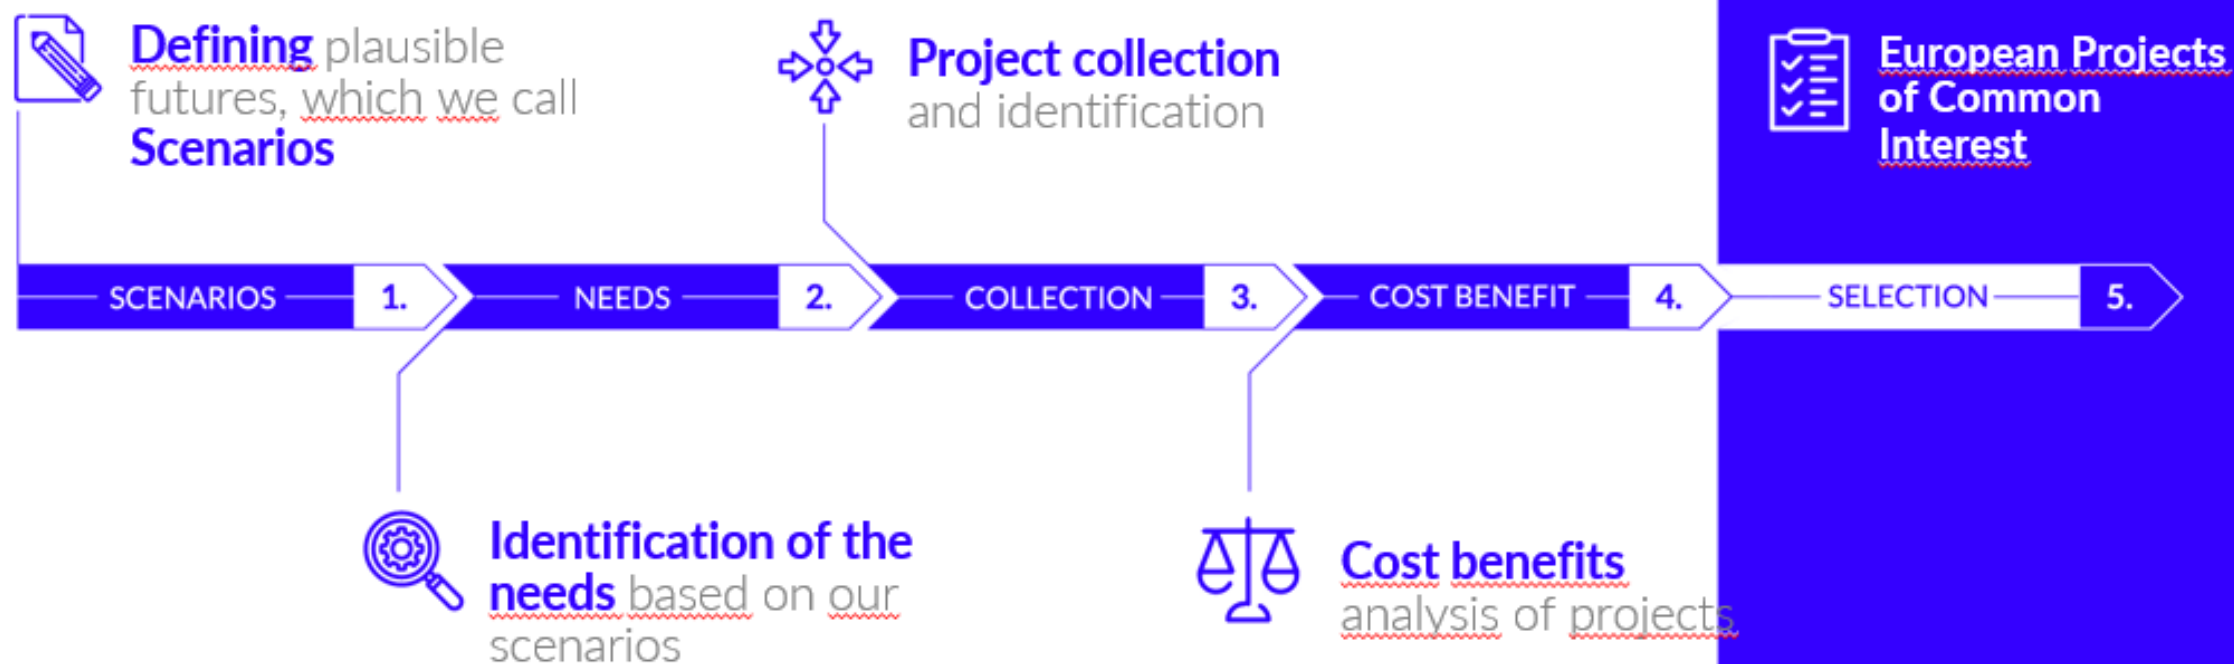 Defining plausible
futures, which we call
Scenarios
Project collection
and identification
European Projects
of Common
Interest
SCENARIOS 1. NEEDS 2. COLLECTION 3. COST BENEFIT 4. SELECTION 5.
Identification of the
needs based on our
scenarios
Cost benefits
analysis of projects